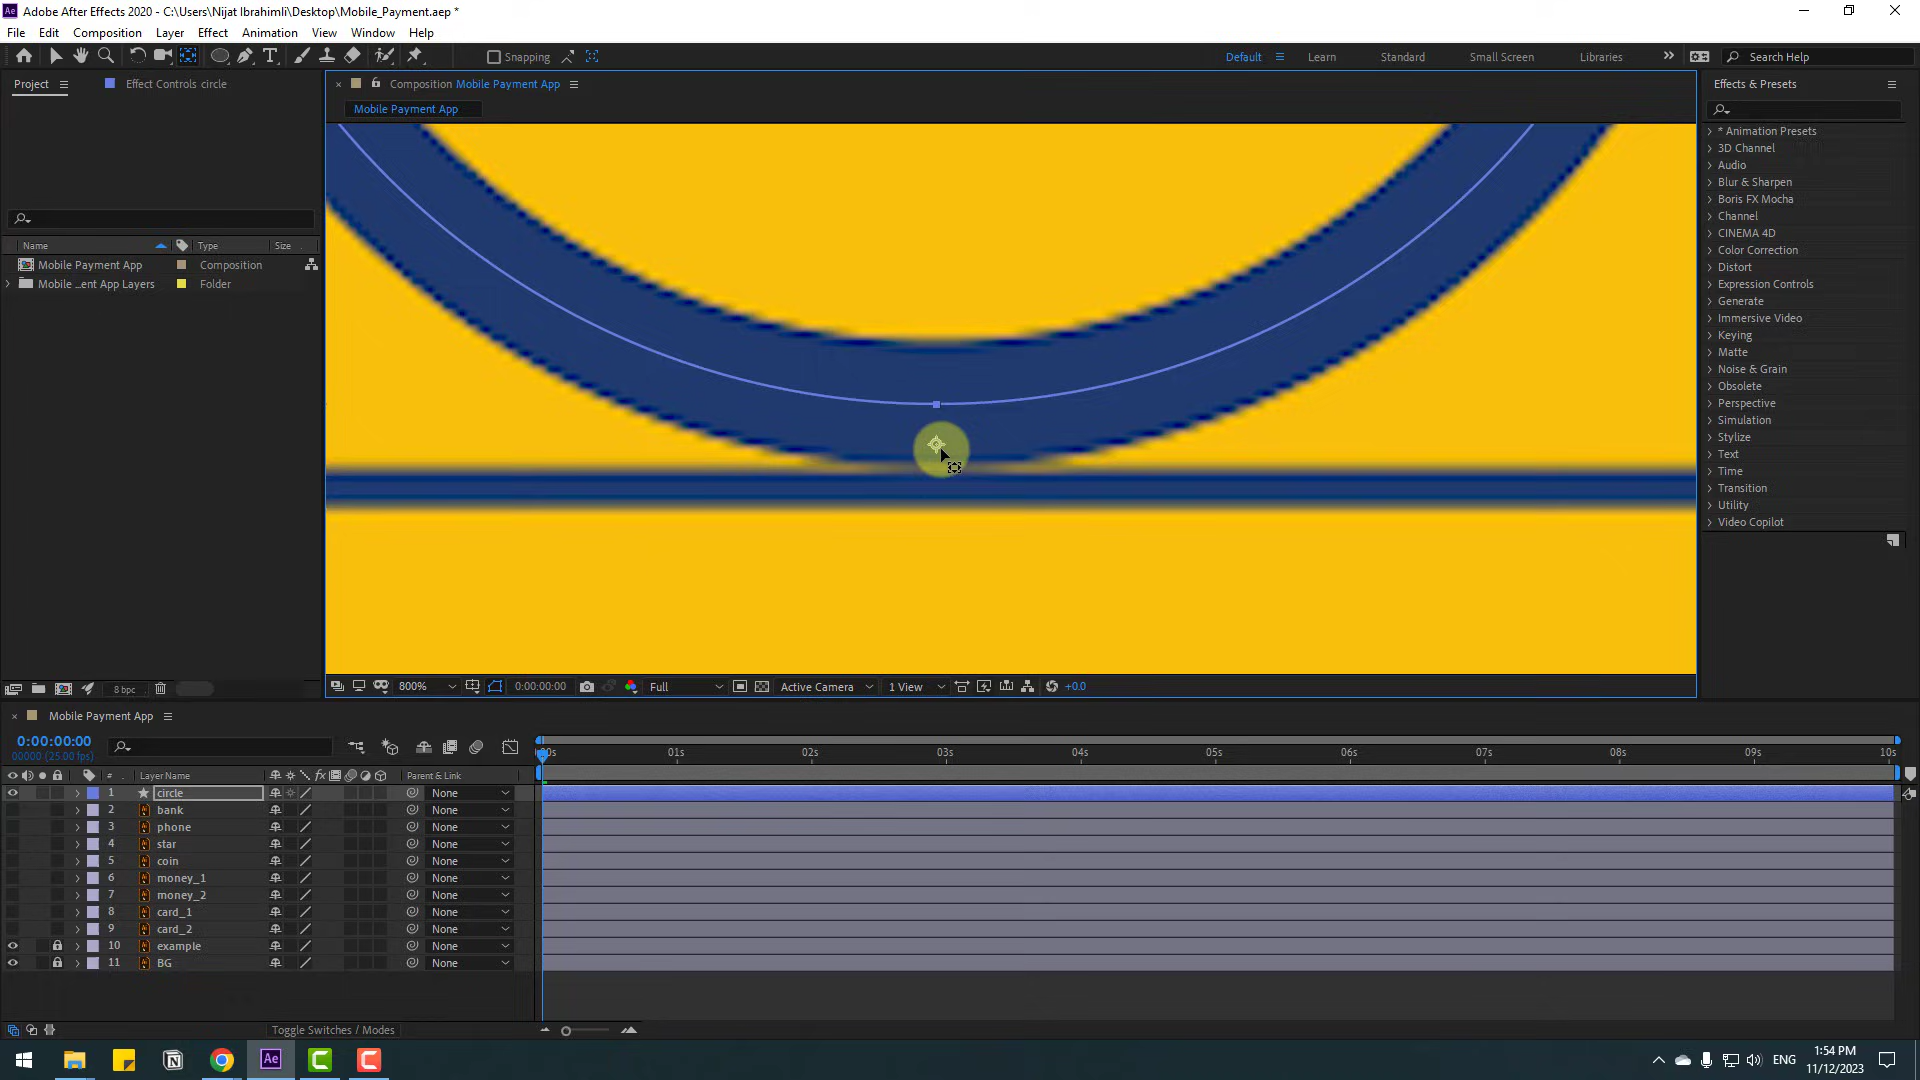 Adobe After Effects 2020 - C:\Users\Nijat Ibrahimli\Desktop\Mobile_Payment.aep *
File Edit Composition Layer Effect Animation View Window Help
Snapping
Default Learn Standard Small Screen Libraries Search Help
Project Effect Controls circle
Composition Mobile Payment App
Mobile Payment App
Name Type Size
Mobile Payment App Composition
Mobile ...ent App Layers Folder
Effects & Presets
* Animation Presets
3D Channel
Audio
Blur & Sharpen
Boris FX Mocha
Channel
CINEMA 4D
Color Correction
Distort
Expression Controls
Generate
Immersive Video
Keying
Matte
Noise & Grain
Obsolete
Perspective
Simulation
Stylize
Text
Time
Transition
Utility
Video Copilot
8 bpc
800% 0:00:00:00 Full Active Camera 1 View +0.0
Mobile Payment App
0:00:00:00
00000 (25.00 fps)
01s 02s 03s 04s 05s 06s 07s 08s 09s 10s
# Layer Name Parent & Link
1 circle None
2 bank None
3 phone None
4 star None
5 coin None
6 money_1 None
7 money_2 None
8 card_1 None
9 card_2 None
10 example None
11 BG None
Toggle Switches / Modes
Ae
ENG
1:54 PM
11/12/2023